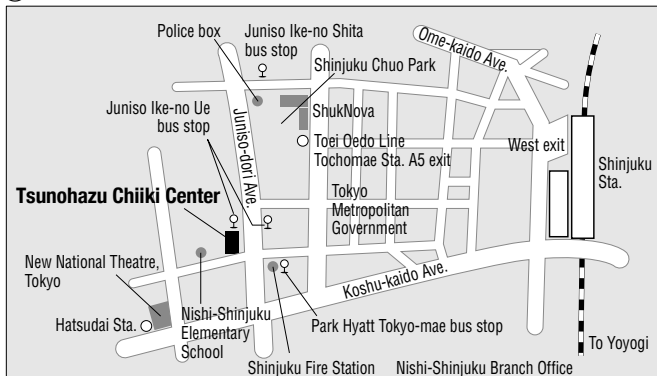 Police box
Juniso Ike-no Shita
bus stop
Ome-kaido Ave.
Shinjuku Chuo Park
Juniso Ike-no Ue
bus stop
Juniso-dori Ave.
ShukNova
Toei Oedo Line
Tochomae Sta. A5 exit
West exit
Shinjuku
Sta.
Tsunohazu Chiiki Center
Tokyo
Metropolitan
Government
New National Theatre,
Tokyo
Koshu-kaido Ave.
Hatsudai Sta.
Nishi-Shinjuku
Elementary
School
Park Hyatt Tokyo-mae bus stop
To Yoyogi
Shinjuku Fire Station
Nishi-Shinjuku Branch Office